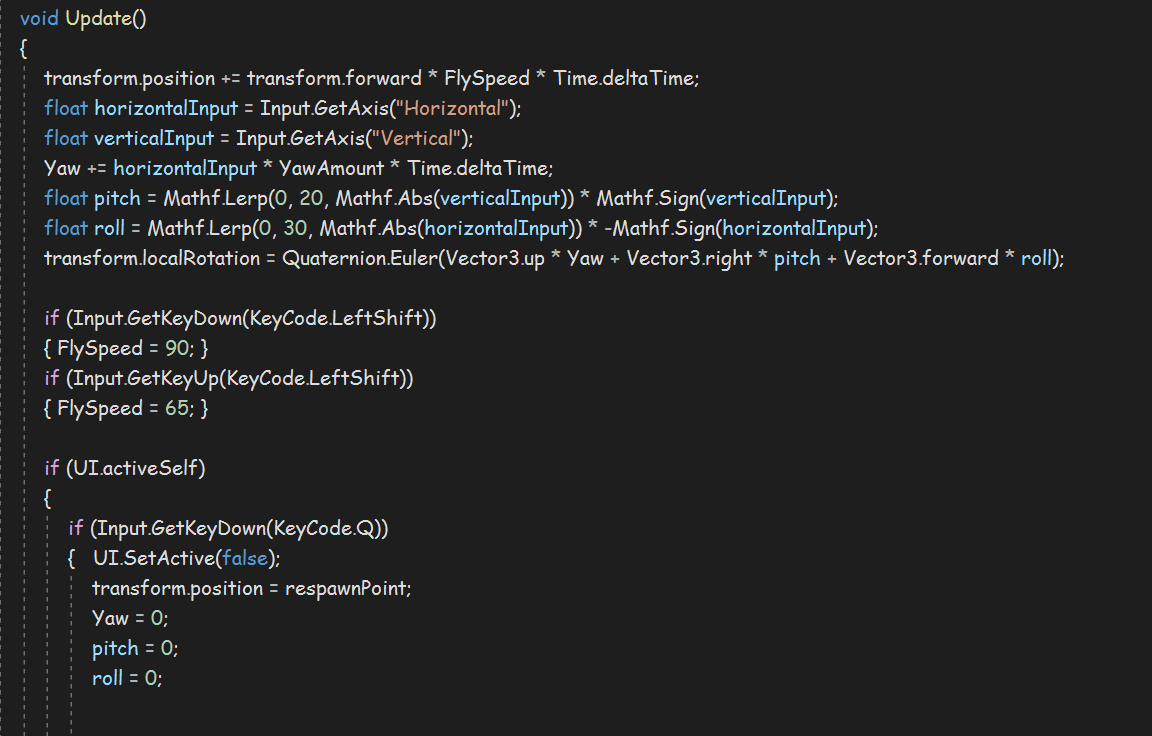 void Update()
{
transform.position += transform.forward * FlySpeed * Time.deltaTime;
float horizontalInput = Input.GetAxis("Horizontal");
float verticalInput = Input.GetAxis("Vertical");
Yaw += horizontalInput * YawAmount * Time.deltaTime;
float pitch = Mathf.Lerp(0, 20, Mathf.Abs(verticalInput)) * Mathf.Sign(verticalInput);
float roll = Mathf.Lerp(0, 30, Mathf.Abs(horizontalInput)) * -Mathf.Sign(horizontalInput);
transform.localRotation = Quaternion.Euler(Vector3.up * Yaw + Vector3.right * pitch + Vector3.forward * roll);
if (Input.GetKeyDown(KeyCode.LeftShift))
{ FlySpeed = 90; }
if (Input.GetKeyUp(KeyCode.LeftShift))
{ FlySpeed = 65; }
if (UI.activeSelf)
{
if (Input.GetKeyDown(KeyCode.Q))
{ UI.SetActive(false);
transform.position = respawnPoint;
Yaw = 0;
pitch = 0;
roll = 0;